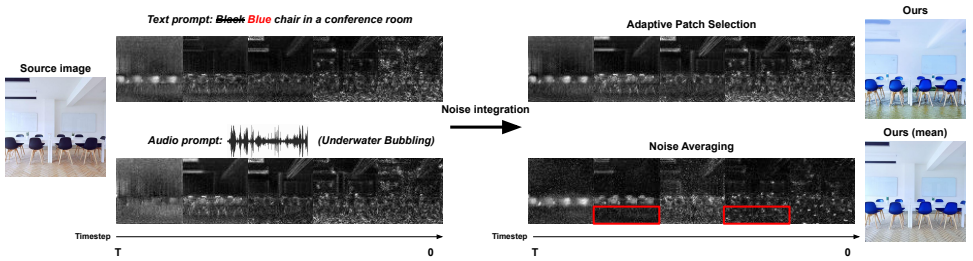 Text prompt: Black Blue chair in a conference room
Adaptive Patch Selection
Ours
Source image
Noise integration
Audio prompt: (Underwater Bubbling)
Noise Averaging
Ours (mean)
Timestep
T
0
Timestep
T
0